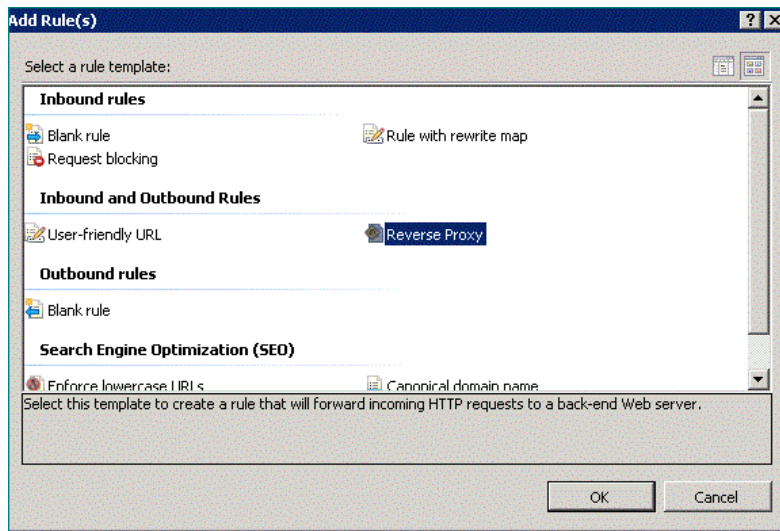 Add Rule(s)
Select a rule template:
Inbound rules
Blank rule Rule with rewrite map
Request blocking
Inbound and Outbound Rules
User-friendly URL Reverse Proxy
Outbound rules
Blank rule
Search Engine Optimization (SEO)
Enforce lowercase URLs Canonical domain name
Select this template to create a rule that will forward incoming HTTP requests to a back-end Web server.
OK Cancel